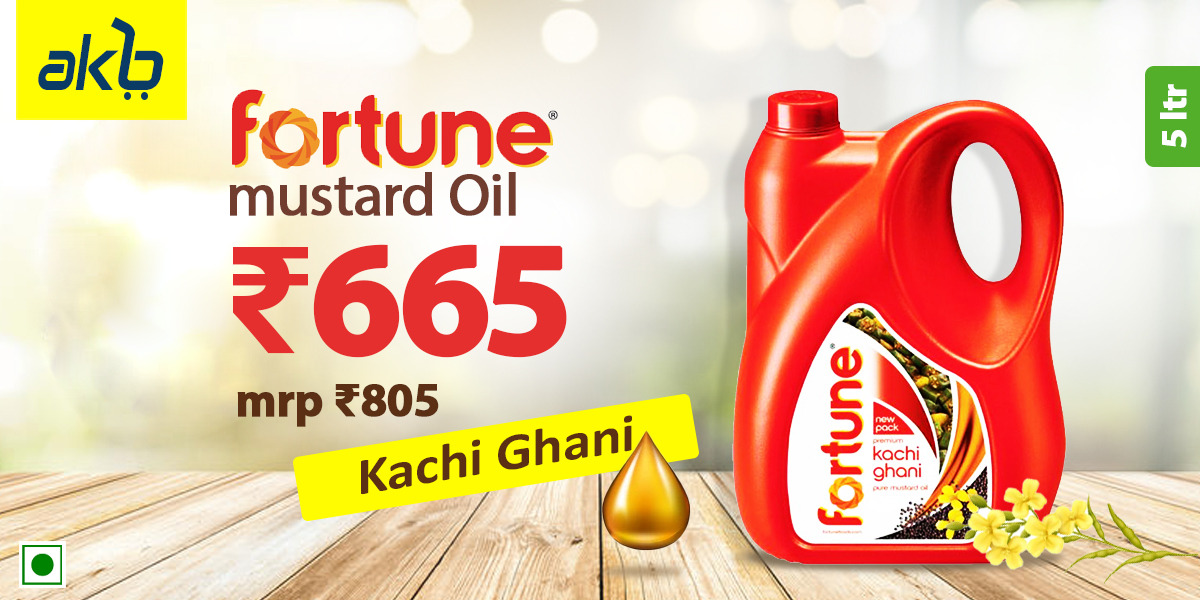 akb
fortune®
mustard Oil
₹665
mrp ₹805
Kachi Ghani
5 ltr
fortune®
new
pack
premium
kachi
ghani
pure mustard oil